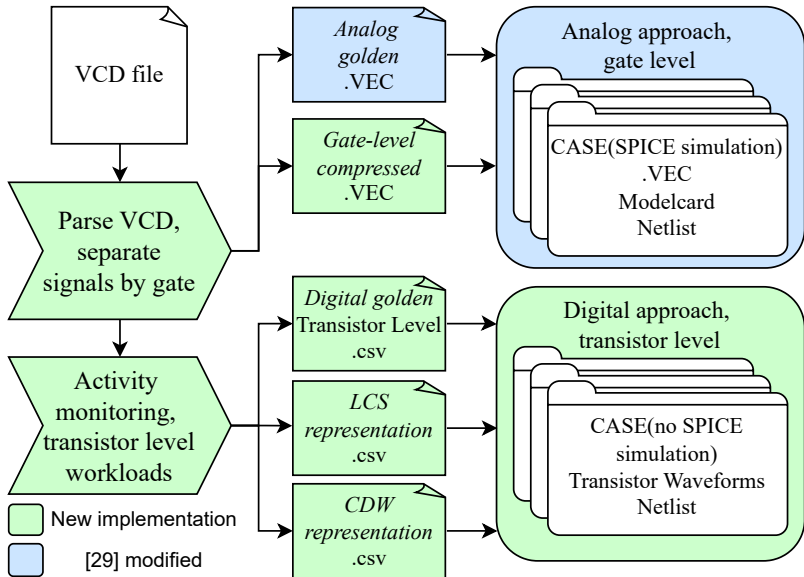 VCD file
Analog
golden
.VEC
Analog approach,
gate level
CASE(SPICE simulation)
.VEC
Modelcard
Netlist
Gate-level
compressed
.VEC
Parse VCD,
separate
signals by gate
Digital golden
Transistor Level
.csv
Digital approach,
transistor level
CASE(no SPICE
simulation)
Transistor Waveforms
Netlist
Activity
monitoring,
transistor level
workloads
LCS
representation
.csv
CDW
representation
.csv
New implementation
[29] modified